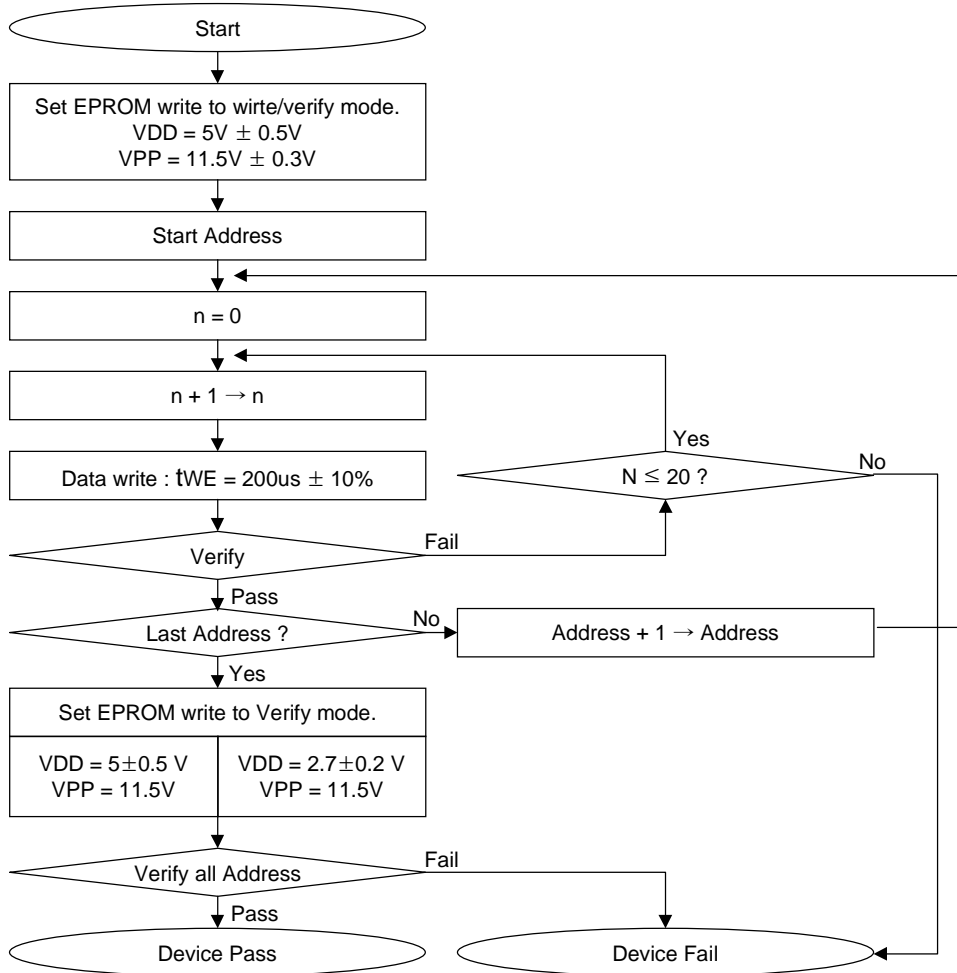 Start
Set EPROM write to wirte/verify mode.
VDD = 5V ± 0.5V
VPP = 11.5V ± 0.3V
Start Address
n = 0
n + 1 → n
Yes
Data write : tWE = 200us ± 10%
N ≤ 20 ?
No
Verify
Fail
Pass
Last Address ?
No
Address + 1 → Address
Yes
Set EPROM write to Verify mode.
VDD = 5±0.5 V
VPP = 11.5V
VDD = 2.7±0.2 V
VPP = 11.5V
Verify all Address
Fail
Pass
Device Pass
Device Fail